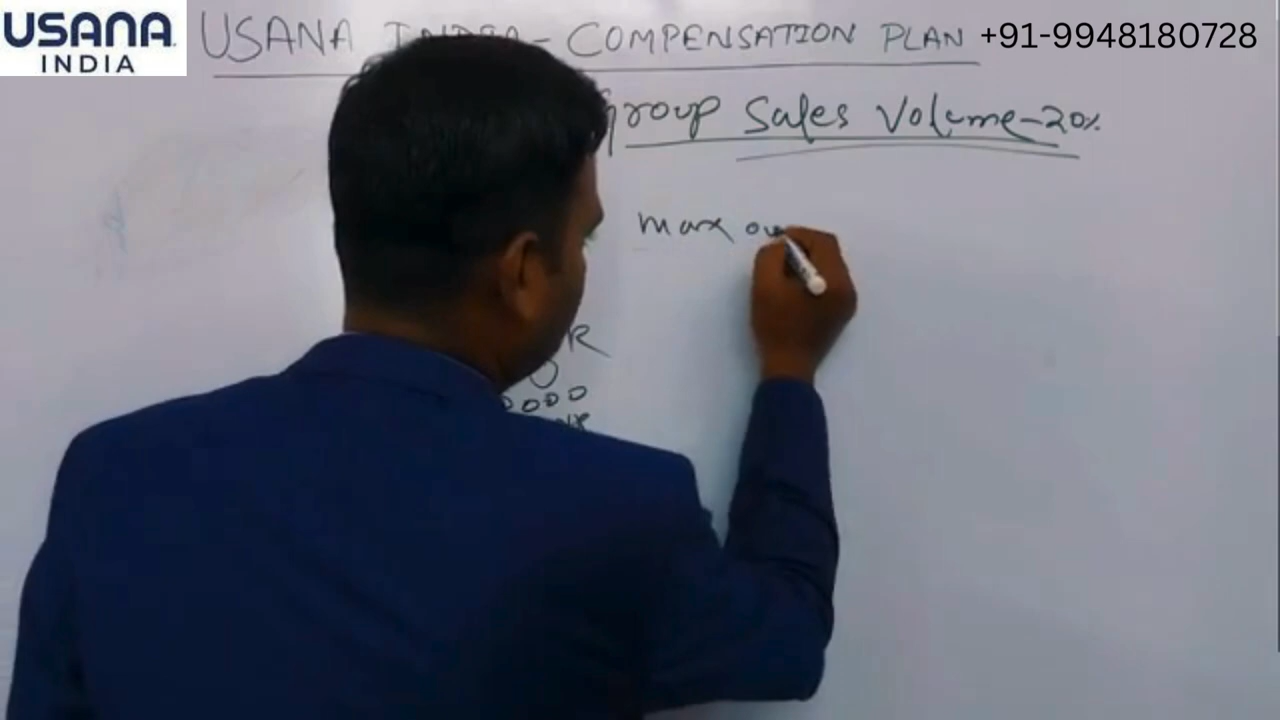 USANA
INDIA
USANA INDIA - COMPENSATION PLAN
+91-9948180728
group Sales Volume-20%
max ou
R